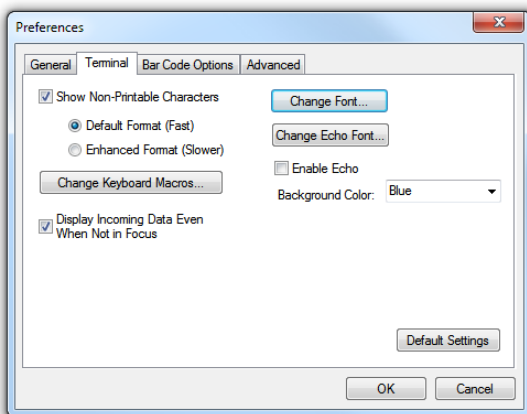 Preferences
General Terminal Bar Code Options Advanced
Show Non-Printable Characters
Default Format (Fast)
Enhanced Format (Slower)
Change Keyboard Macros...
Display Incoming Data Even
When Not in Focus
Change Font...
Change Echo Font...
Enable Echo
Background Color: Blue
Default Settings
OK Cancel